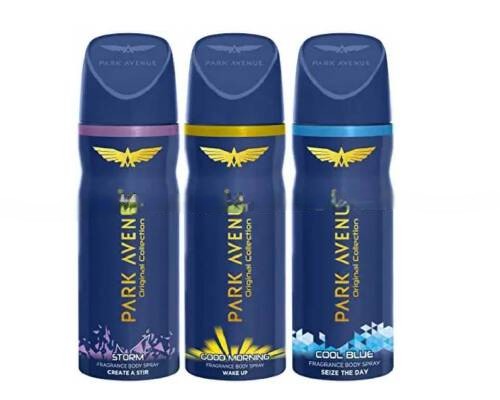 PARK AVENUE
PARK AVENUE
Original Collection
STORM
FRAGRANCE BODY SPRAY
CREATE A STIR
PARK AVENUE
PARK AVENUE
Original Collection
GOOD MORNING
FRAGRANCE BODY SPRAY
WAKE UP
PARK AVENUE
PARK AVENUE
Original Collection
COOL BLUE
FRAGRANCE BODY SPRAY
SEIZE THE DAY